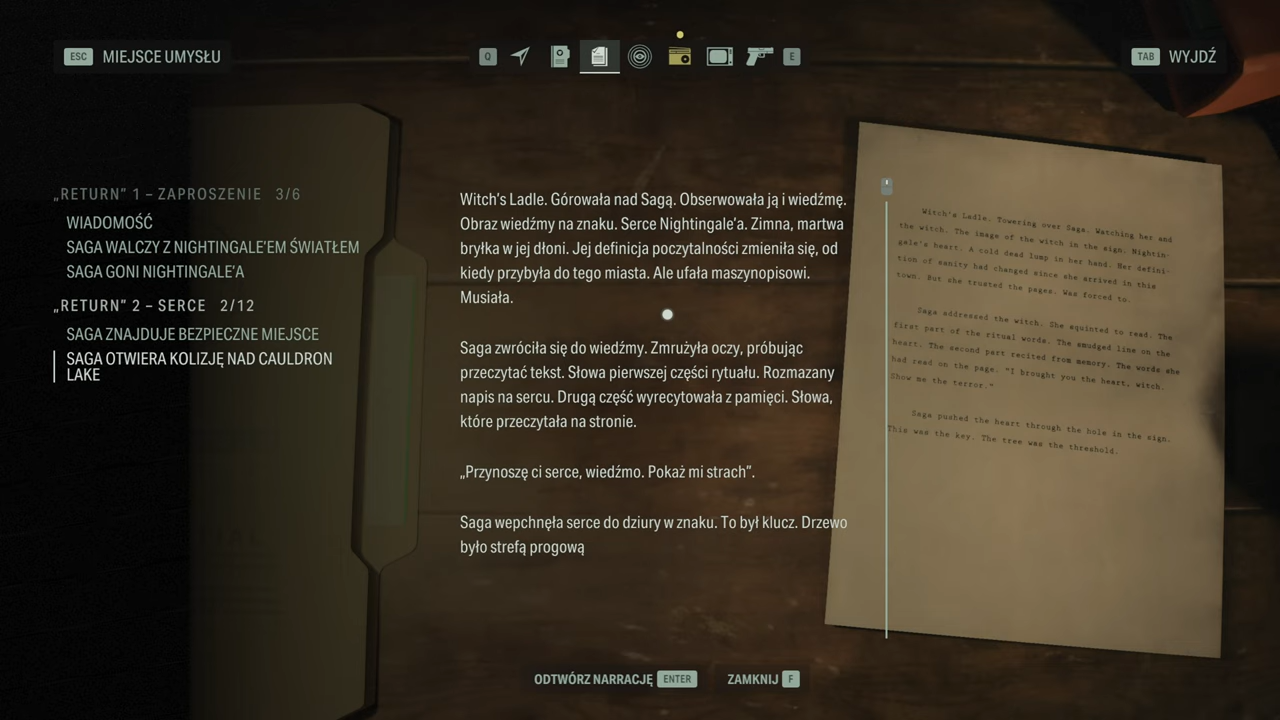 ESC MIEJSCE UMYSŁU
Q
E
TAB WYJDŹ
„RETURN” 1 – ZAPROSZENIE 3/6
WIADOMOŚĆ
SAGA WALCZY Z NIGHTINGALE'EM ŚWIATŁEM
SAGA GONI NIGHTINGALE'A
„RETURN” 2 – SERCE 2/12
SAGA ZNAJDUJE BEZPIECZNE MIEJSCE
SAGA OTWIERA KOLIZJĘ NAD CAULDRON
LAKE
Witch's Ladle. Górowała nad Sagą. Obserwowała ją i wiedźmę.
Obraz wiedźmy na znaku. Serce Nightingale'a. Zimna, martwa
bryłka w jej dłoni. Jej definicja poczytalności zmieniła się, od
kiedy przybyła do tego miasta. Ale ufała maszynopisowi.
Musiała.
Saga zwróciła się do wiedźmy. Zmrużyła oczy, próbując
przeczytać tekst. Słowa pierwszej części rytuału. Rozmazany
napis na sercu. Drugą część wyrecytowała z pamięci. Słowa,
które przeczytała na stronie.
„Przynoszę ci serce, wiedźmo. Pokaż mi strach”.
Saga wepchnęła serce do dziury w znaku. To był klucz. Drzewo
było strefą progową
Witch's Ladle. Towering over Saga. Watching her and
the witch. The image of the witch in the sign. Nightin-
gale's heart. A cold dead lump in her hand. Her defini-
tion of sanity had changed since she arrived in this
town. But she trusted the pages. Was forced to.
Saga addressed the witch. She squinted to read. The
first part of the ritual words. The smudged line on the
heart. The second part recited from memory. The words she
had read on the page. "I brought you the heart, witch.
Show me the terror."
Saga pushed the heart through the hole in the sign.
This was the key. The tree was the threshold.
ODTWÓRZ NARRACJĘ ENTER
ZAMKNIJ F